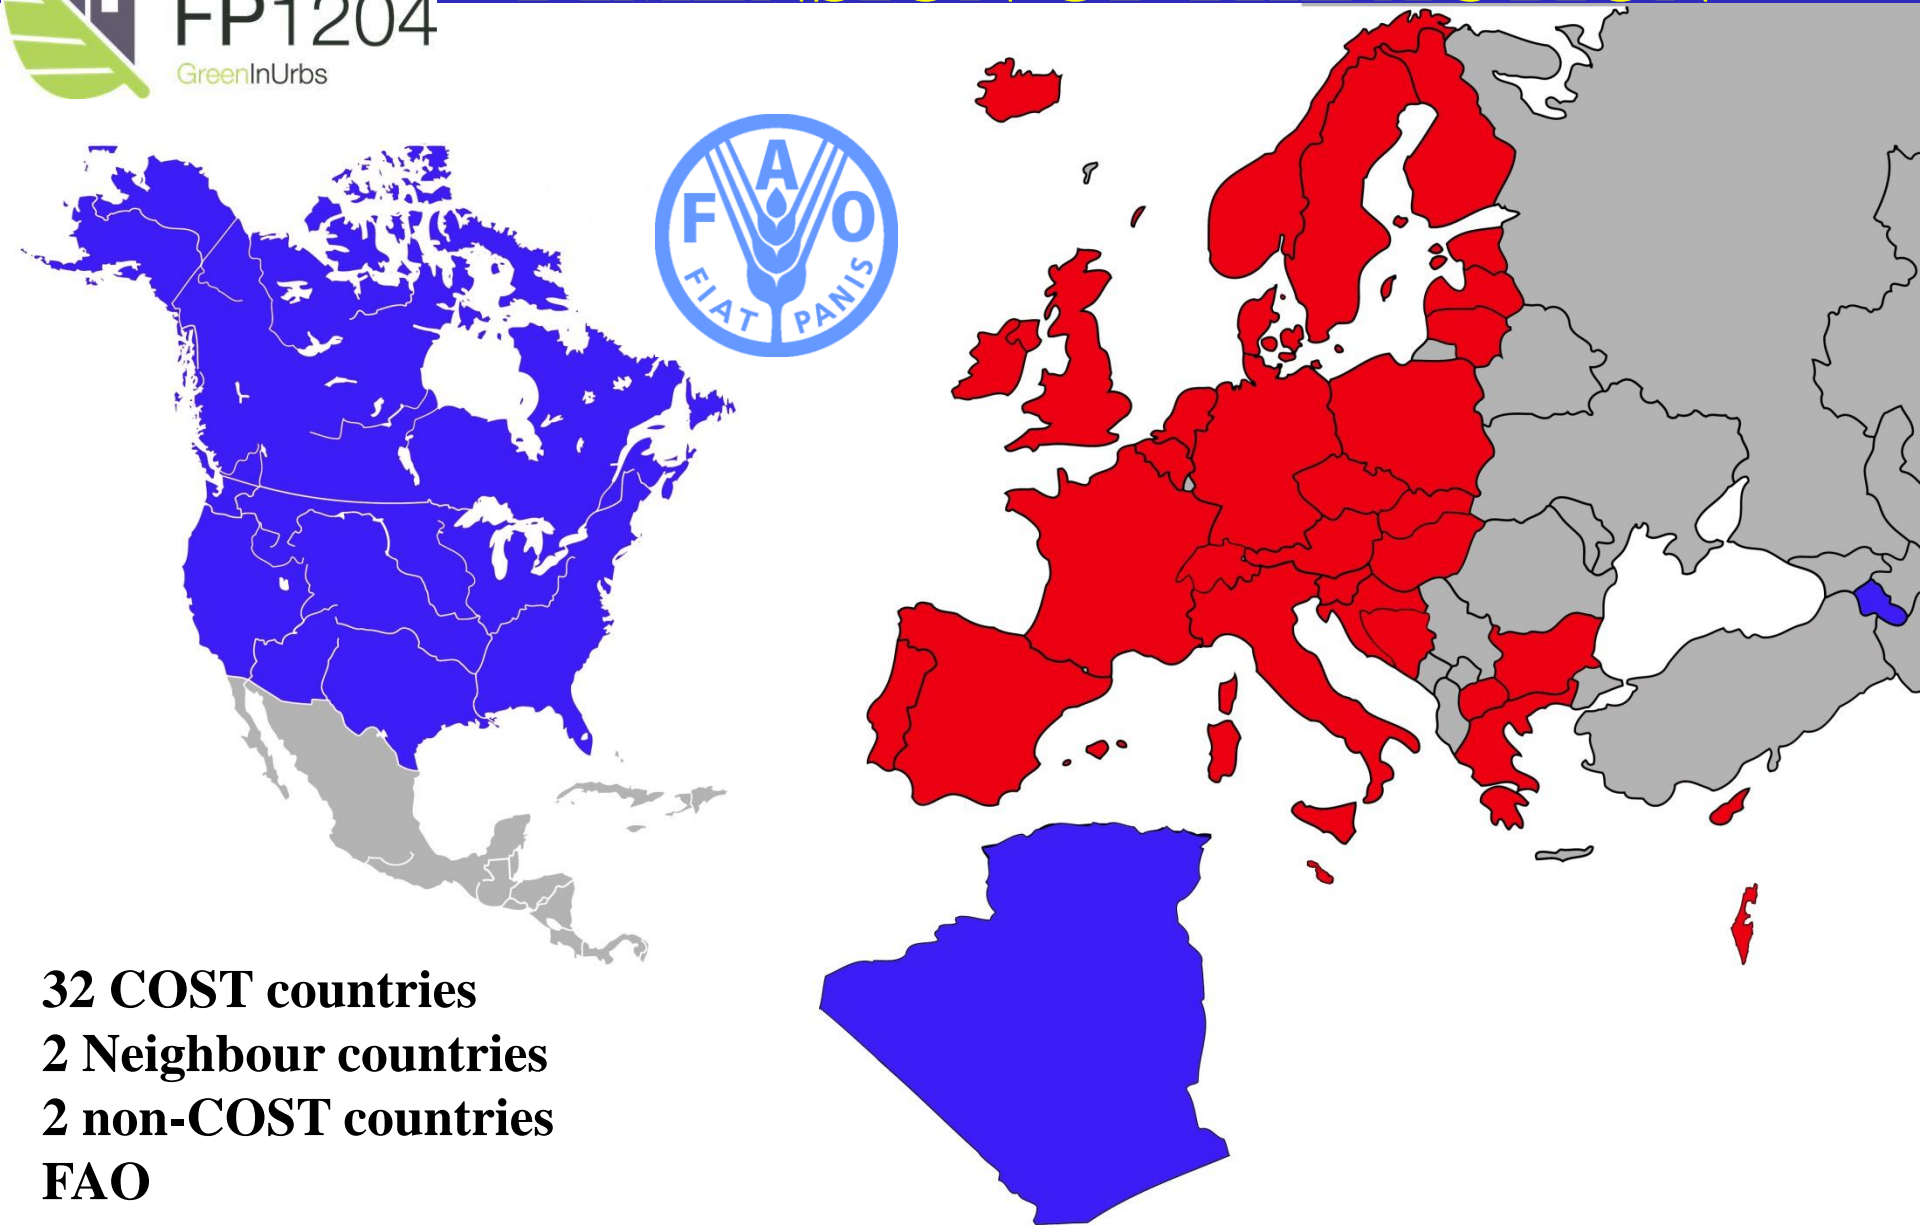 FP1204
GreenInUrbs
F A O
FIAT PANIS
32 COST countries
2 Neighbour countries
2 non-COST countries
FAO